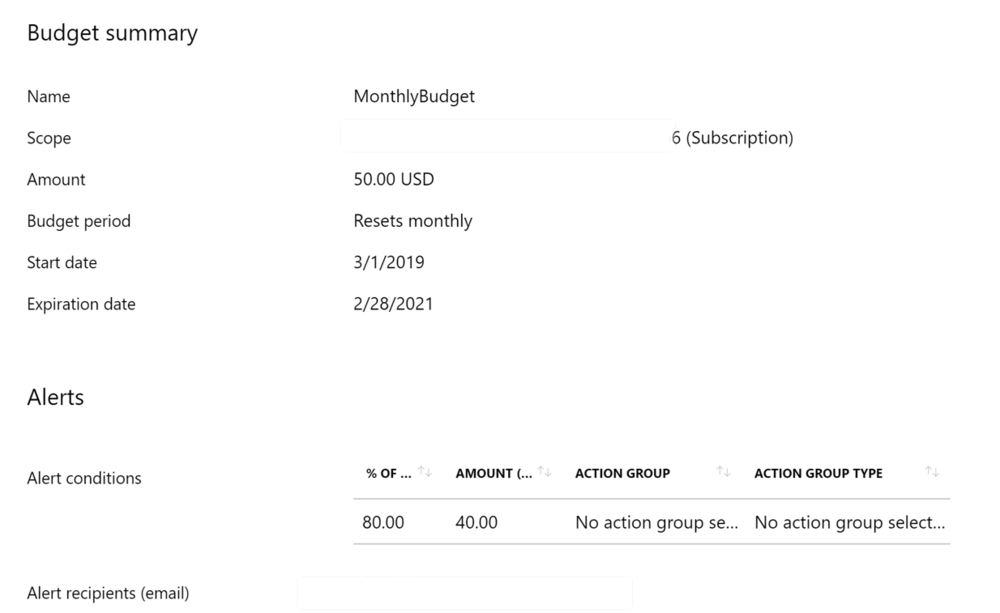 Budget summary
Name MonthlyBudget
Scope 6 (Subscription)
Amount 50.00 USD
Budget period Resets monthly
Start date 3/1/2019
Expiration date 2/28/2021
Alerts
Alert conditions
% OF ... AMOUNT (... ACTION GROUP ACTION GROUP TYPE
80.00 40.00 No action group se... No action group select...
Alert recipients (email)